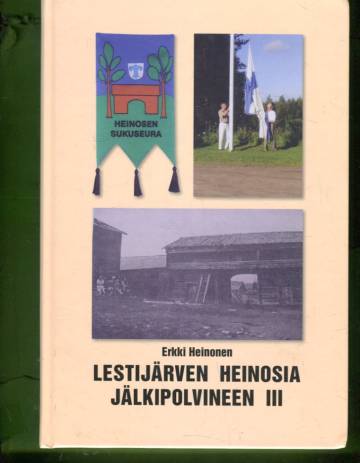 HEINOSEN
SUKUSEURA
Erkki Heinonen
LESTIJÄRVEN HEINOSIA
JÄLKIPOLVINEEN III